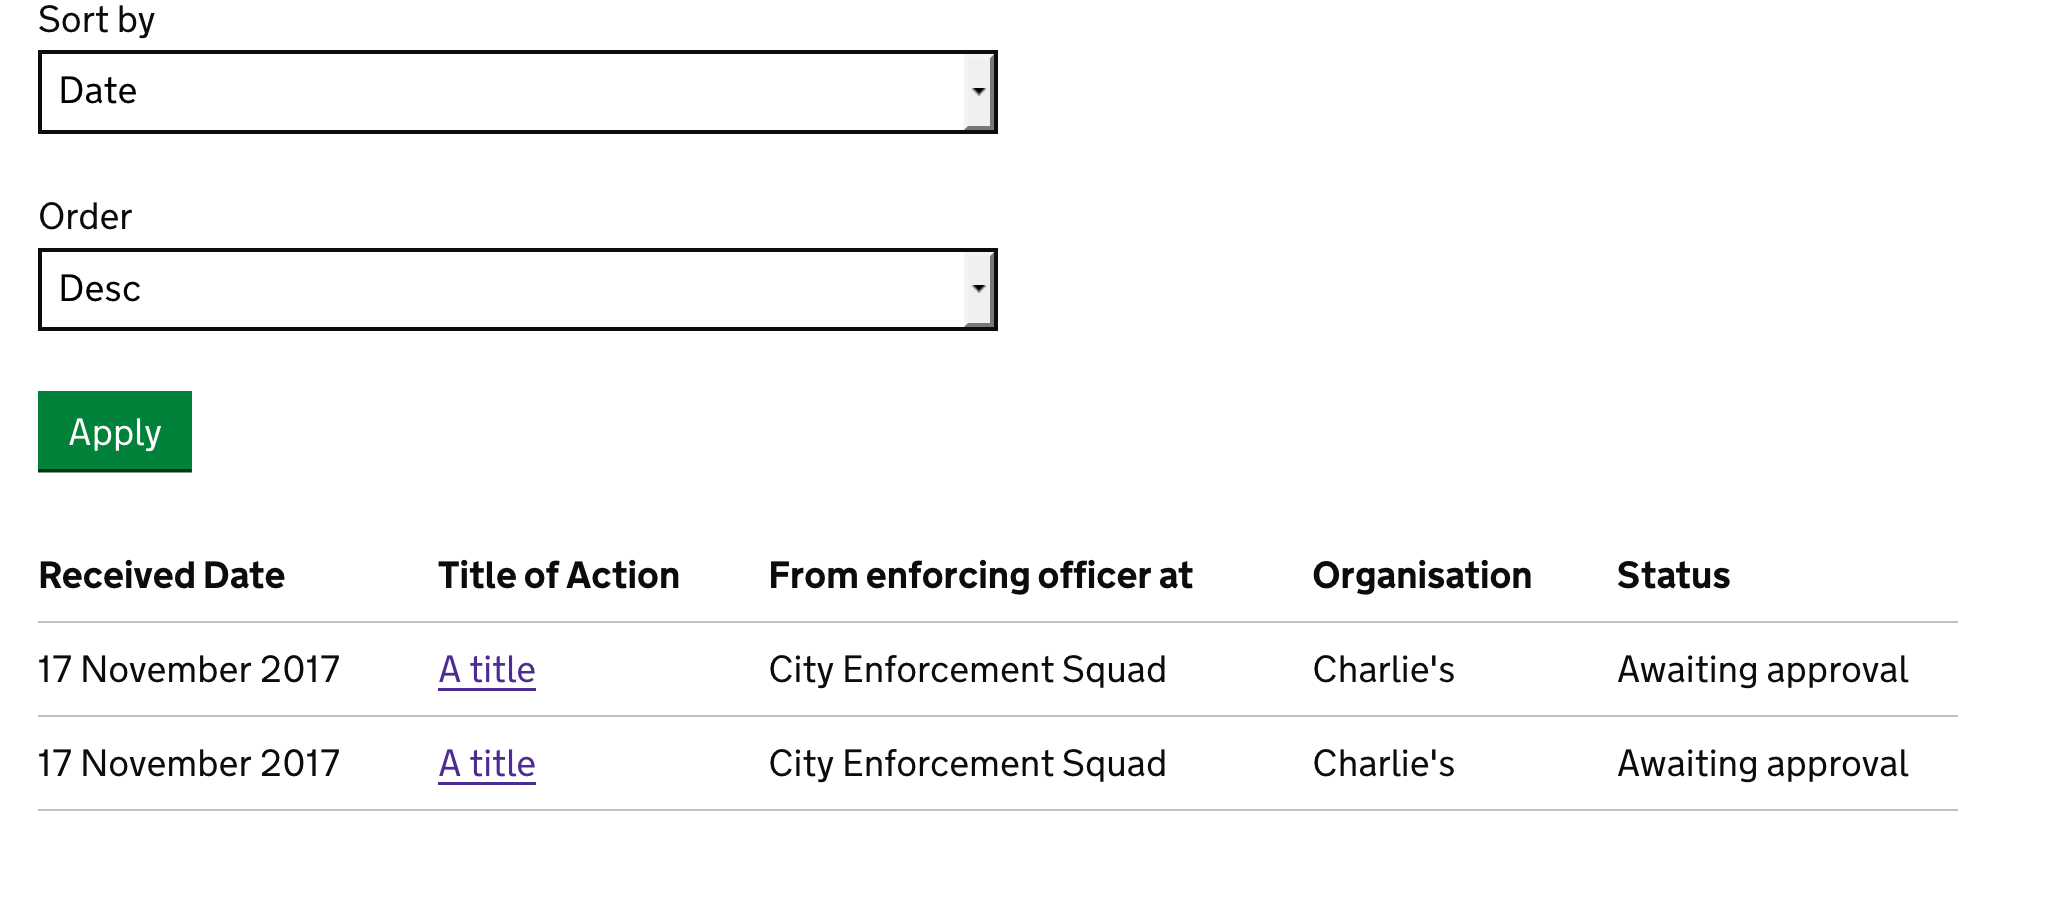 Sort by
Date
Order
Desc
Apply
Received Date Title of Action From enforcing officer at Organisation Status
17 November 2017 A title City Enforcement Squad Charlie's Awaiting approval
17 November 2017 A title City Enforcement Squad Charlie's Awaiting approval